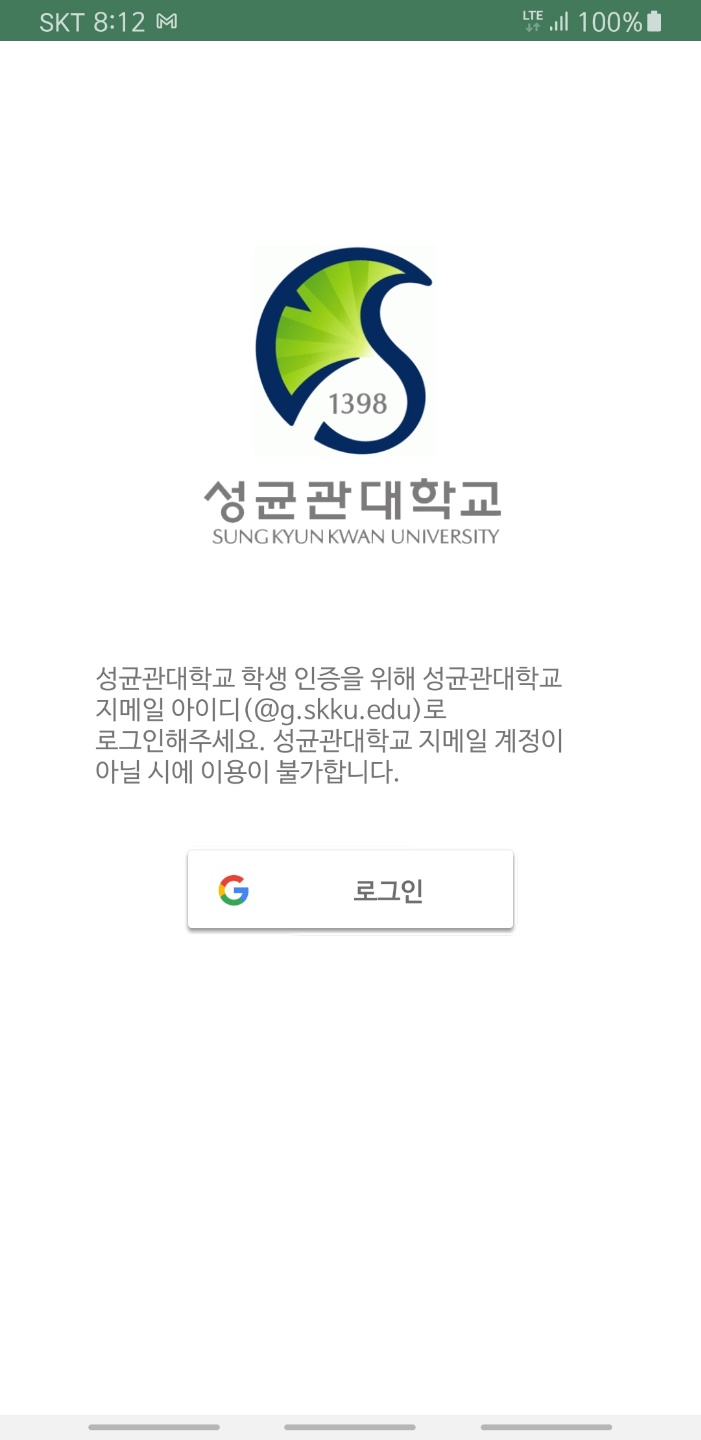 SKT 8:12
LTE 100%
1398
성균관대학교
SUNGKYUNKWAN UNIVERSITY
성균관대학교 학생 인증을 위해 성균관대학교
지메일 아이디(@g.skku.edu)로
로그인해주세요. 성균관대학교 지메일 계정이
아닐 시에 이용이 불가합니다.
로그인